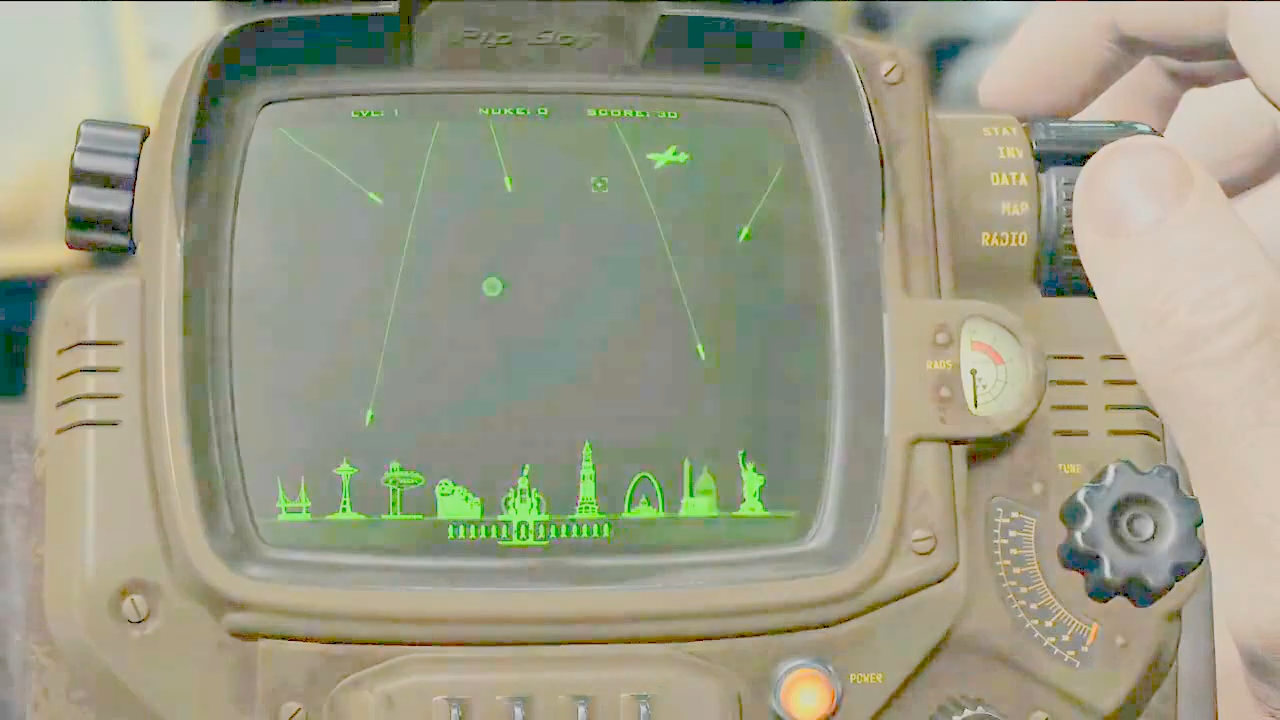 Pip Boy
LVL: 1 NUKE: 0 SCORE: 30
STAT
INV
DATA
MAP
RADIO
RADS
TUNE
POWER